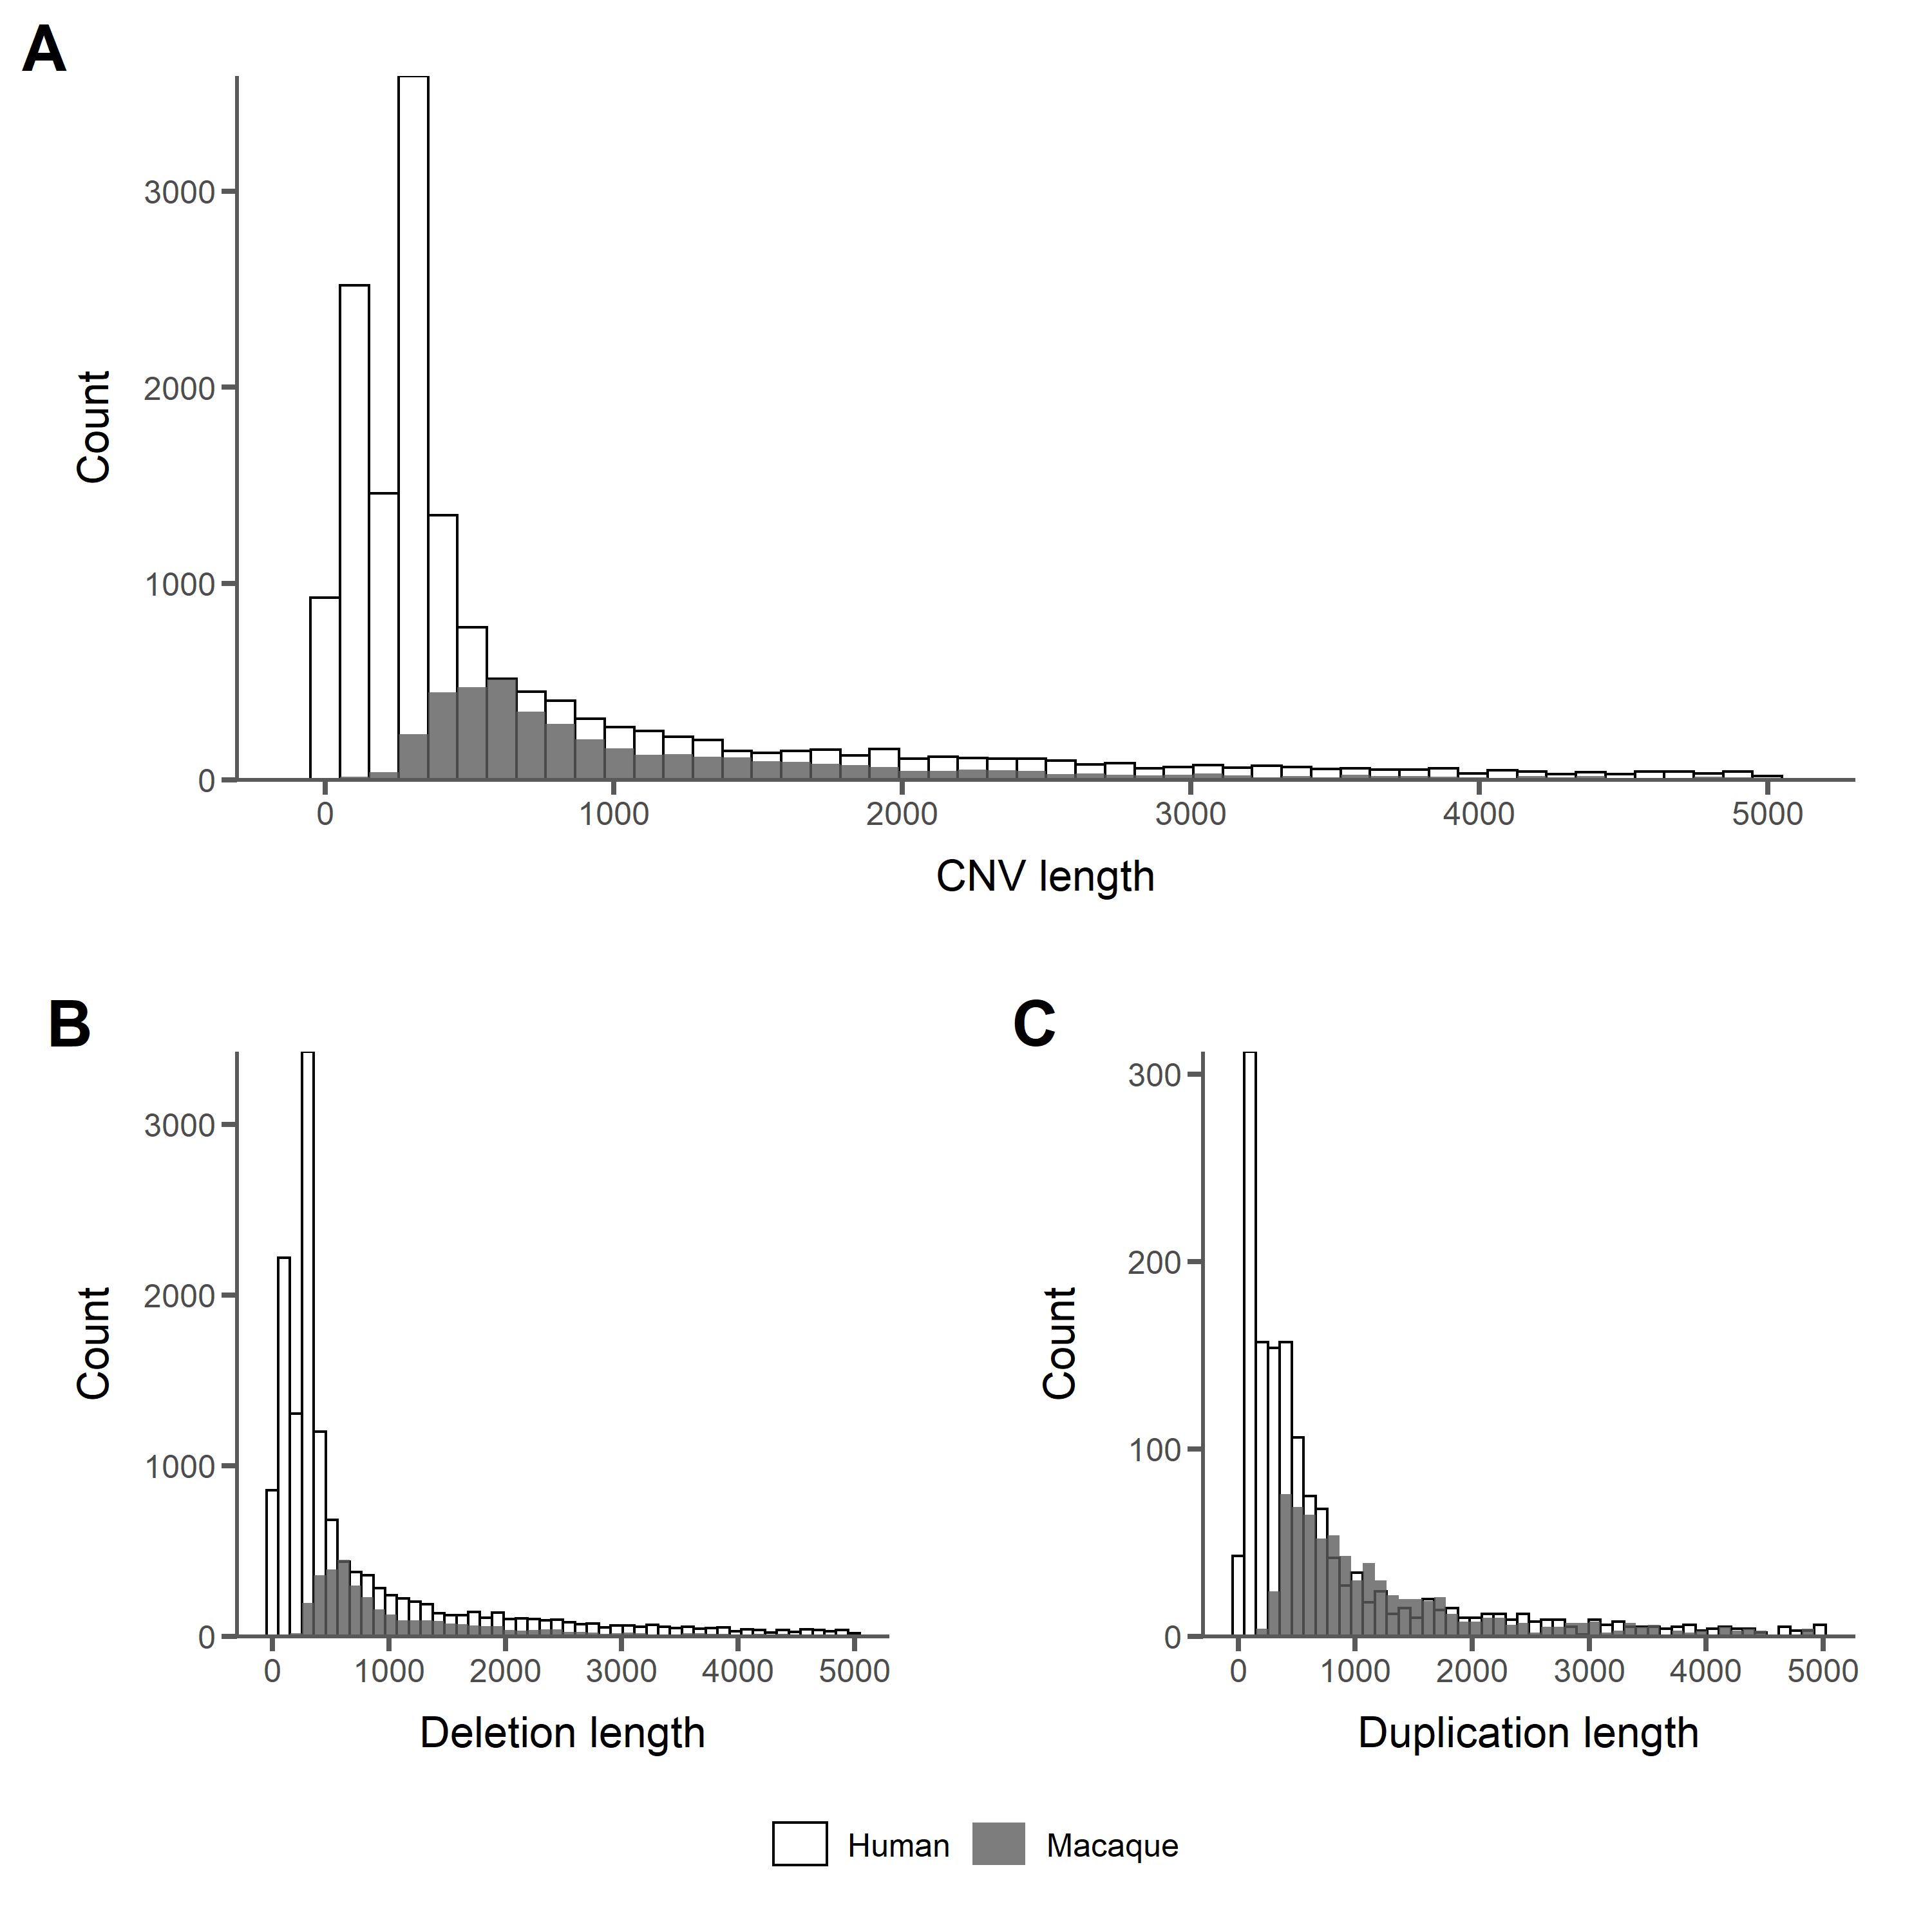 A
Count
3000
2000
1000
0
0 1000 2000 3000 4000 5000
CNV length
B
Count
3000
2000
1000
0
0 1000 2000 3000 4000 5000
Deletion length
C
Count
300
200
100
0
0 1000 2000 3000 4000 5000
Duplication length
Human Macaque